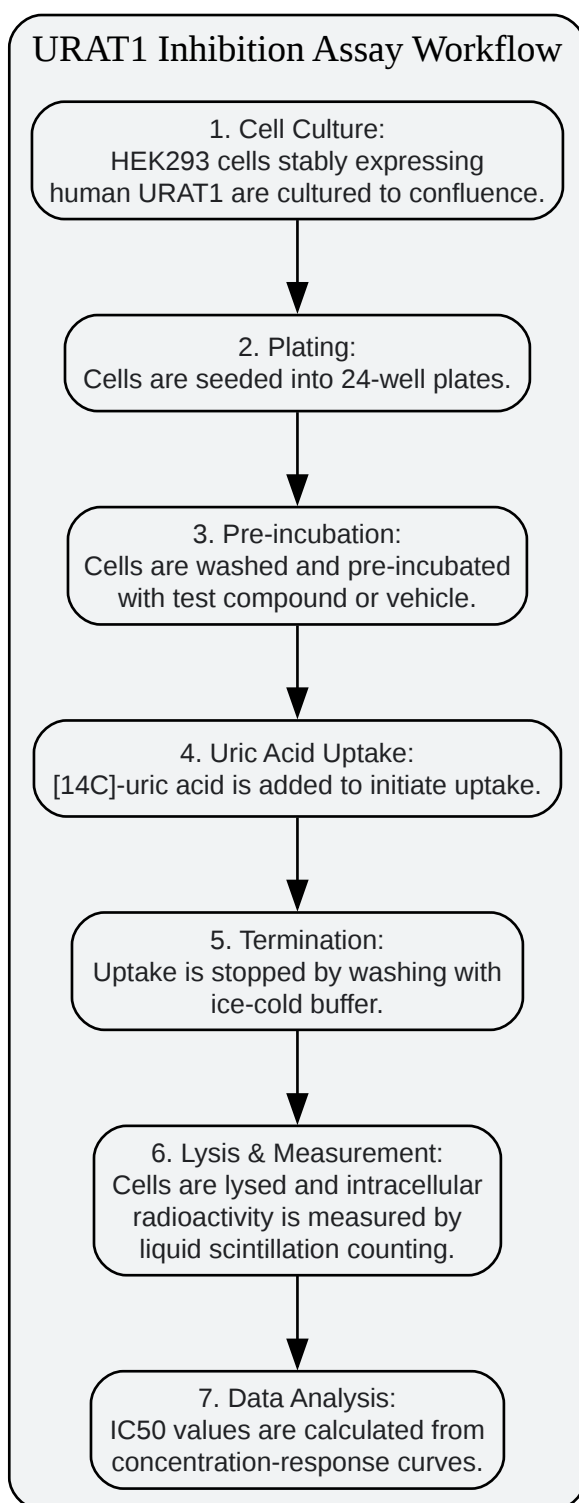 URAT1 Inhibition Assay Workflow
1. Cell Culture:
HEK293 cells stably expressing
human URAT1 are cultured to confluence.
2. Plating:
Cells are seeded into 24-well plates.
3. Pre-incubation:
Cells are washed and pre-incubated
with test compound or vehicle.
4. Uric Acid Uptake:
[14C]-uric acid is added to initiate uptake.
5. Termination:
Uptake is stopped by washing with
ice-cold buffer.
6. Lysis & Measurement:
Cells are lysed and intracellular
radioactivity is measured by
liquid scintillation counting.
7. Data Analysis:
IC50 values are calculated from
concentration-response curves.